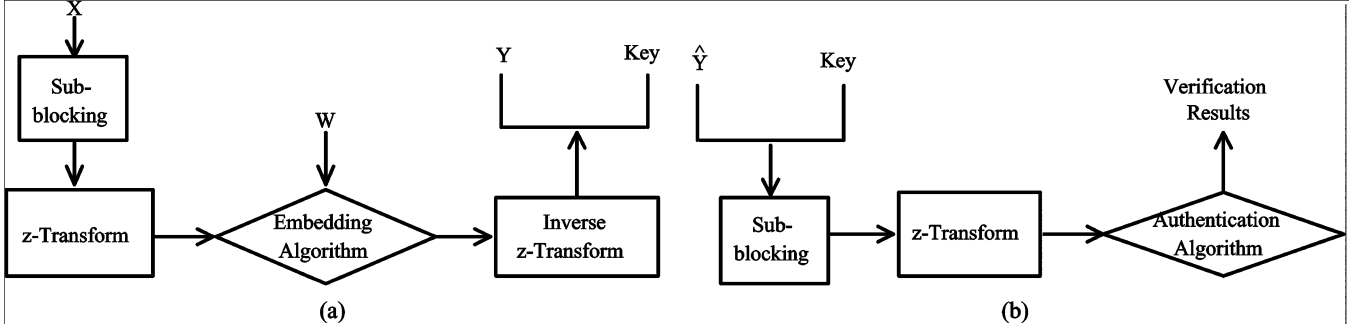 X
Sub-
blocking
z-Transform
W
Embedding
Algorithm
Y Key
Inverse
z-Transform
(a)
Ŷ Key
Sub-
blocking
z-Transform
Verification
Results
Authentication
Algorithm
(b)